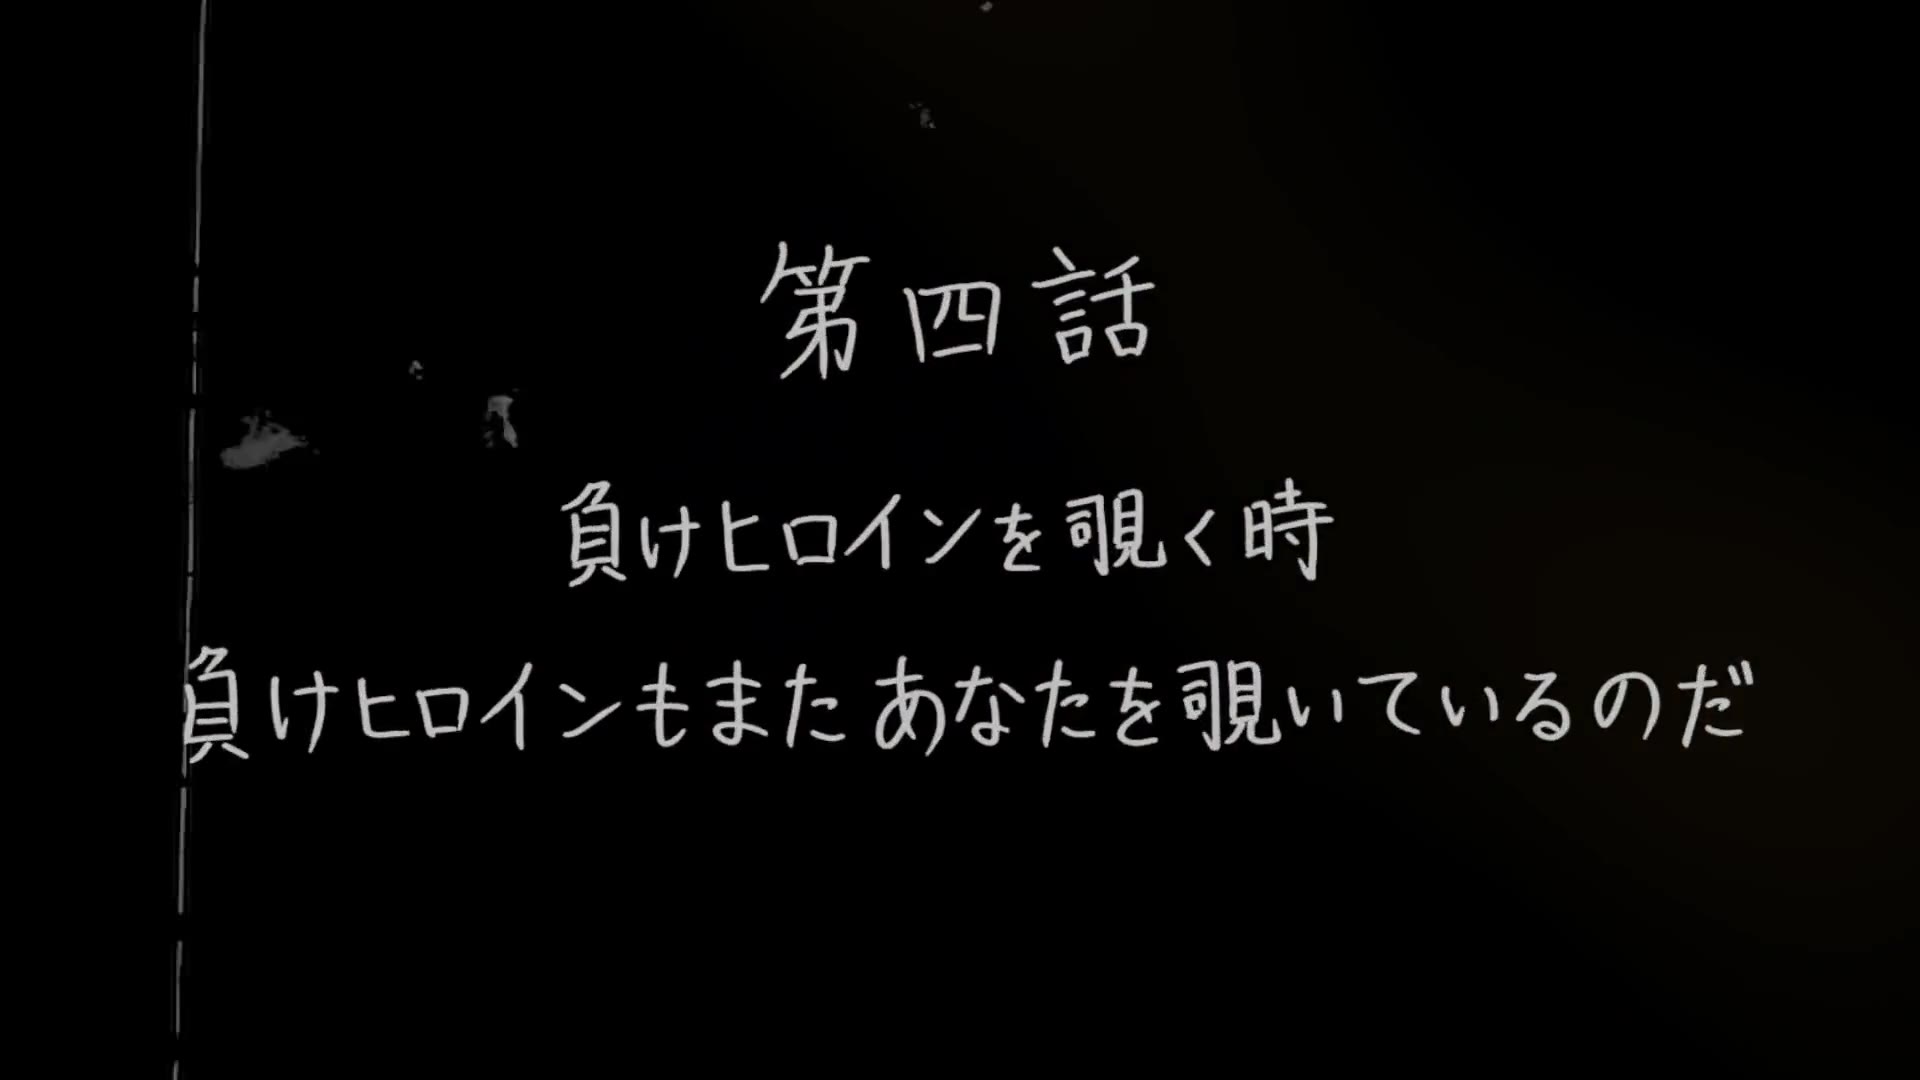 第四話
負けヒロインを覗く時
負けヒロインもまた あなたを覗いているのだ